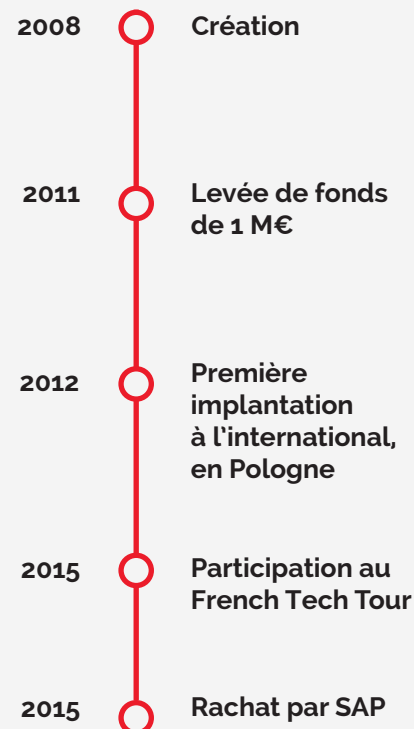 2008 Création
2011 Levée de fonds
de 1 M€
2012 Première
implantation
à l'international,
en Pologne
2015 Participation au
French Tech Tour
2015 Rachat par SAP